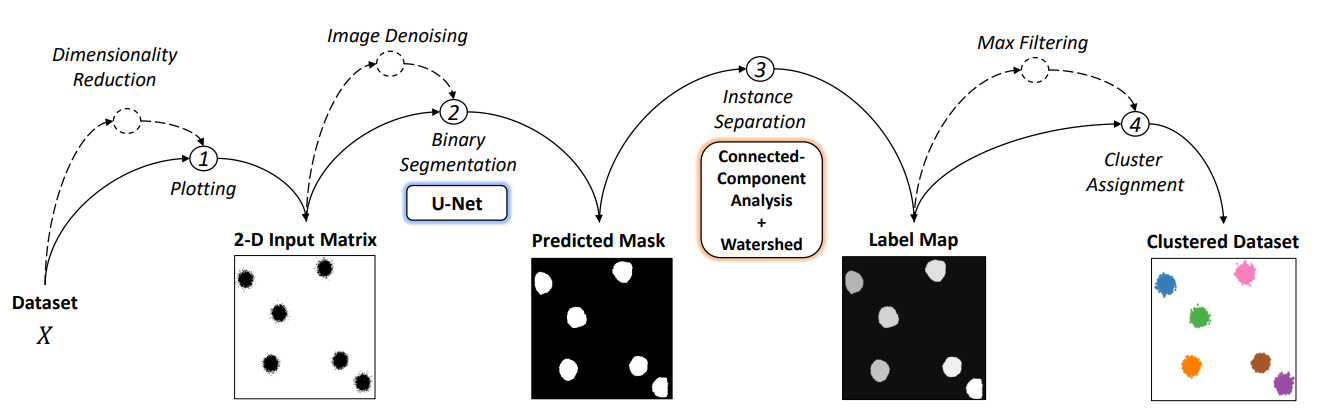 Dimensionality
Reduction
1
Plotting
Dataset
X
Image Denoising
2
Binary
Segmentation
U-Net
2-D Input Matrix
Predicted Mask
3
Instance
Separation
Connected-
Component
Analysis
+
Watershed
Label Map
Max Filtering
4
Cluster
Assignment
Clustered Dataset